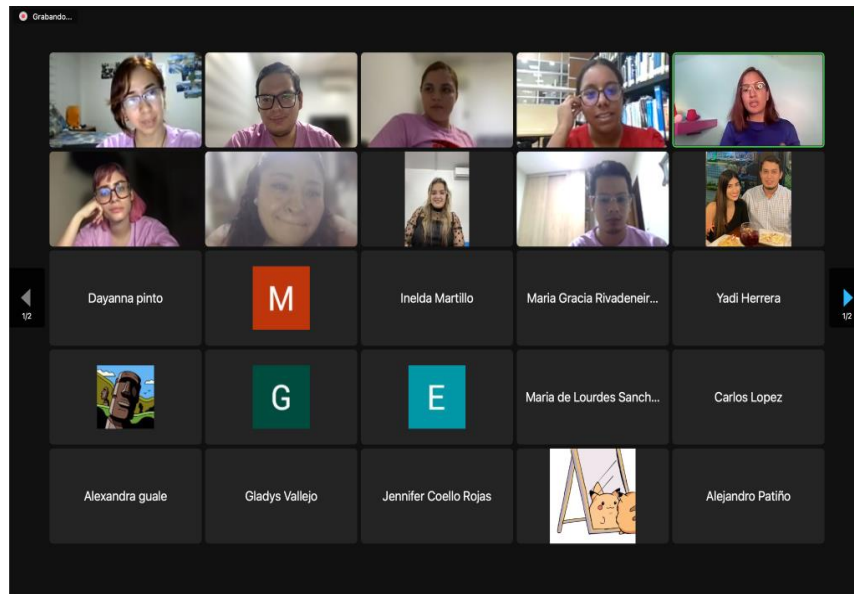 Grabando...
1/2
1/2
Dayanna pinto
M
Inelda Martillo
Maria Gracia Rivadeneir...
Yadi Herrera
G
E
Maria de Lourdes Sanch...
Carlos Lopez
Alexandra guale
Gladys Vallejo
Jennifer Coello Rojas
Alejandro Patiño